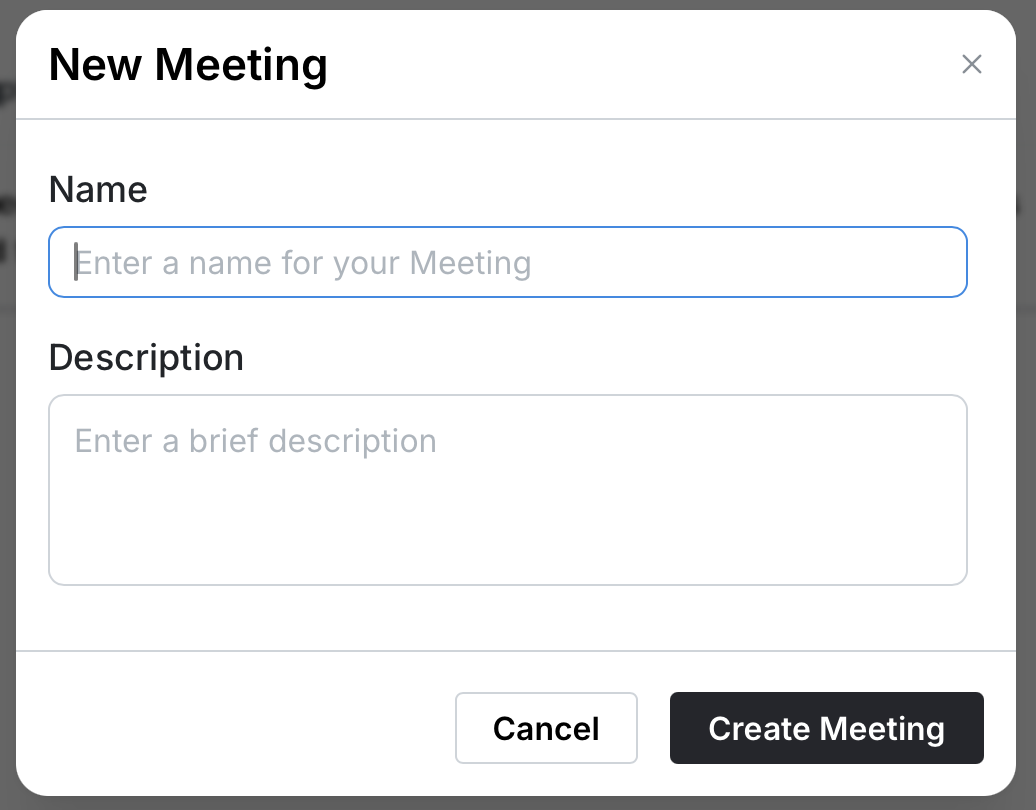 New Meeting
Name
Enter a name for your Meeting
Description
Enter a brief description
Cancel
Create Meeting